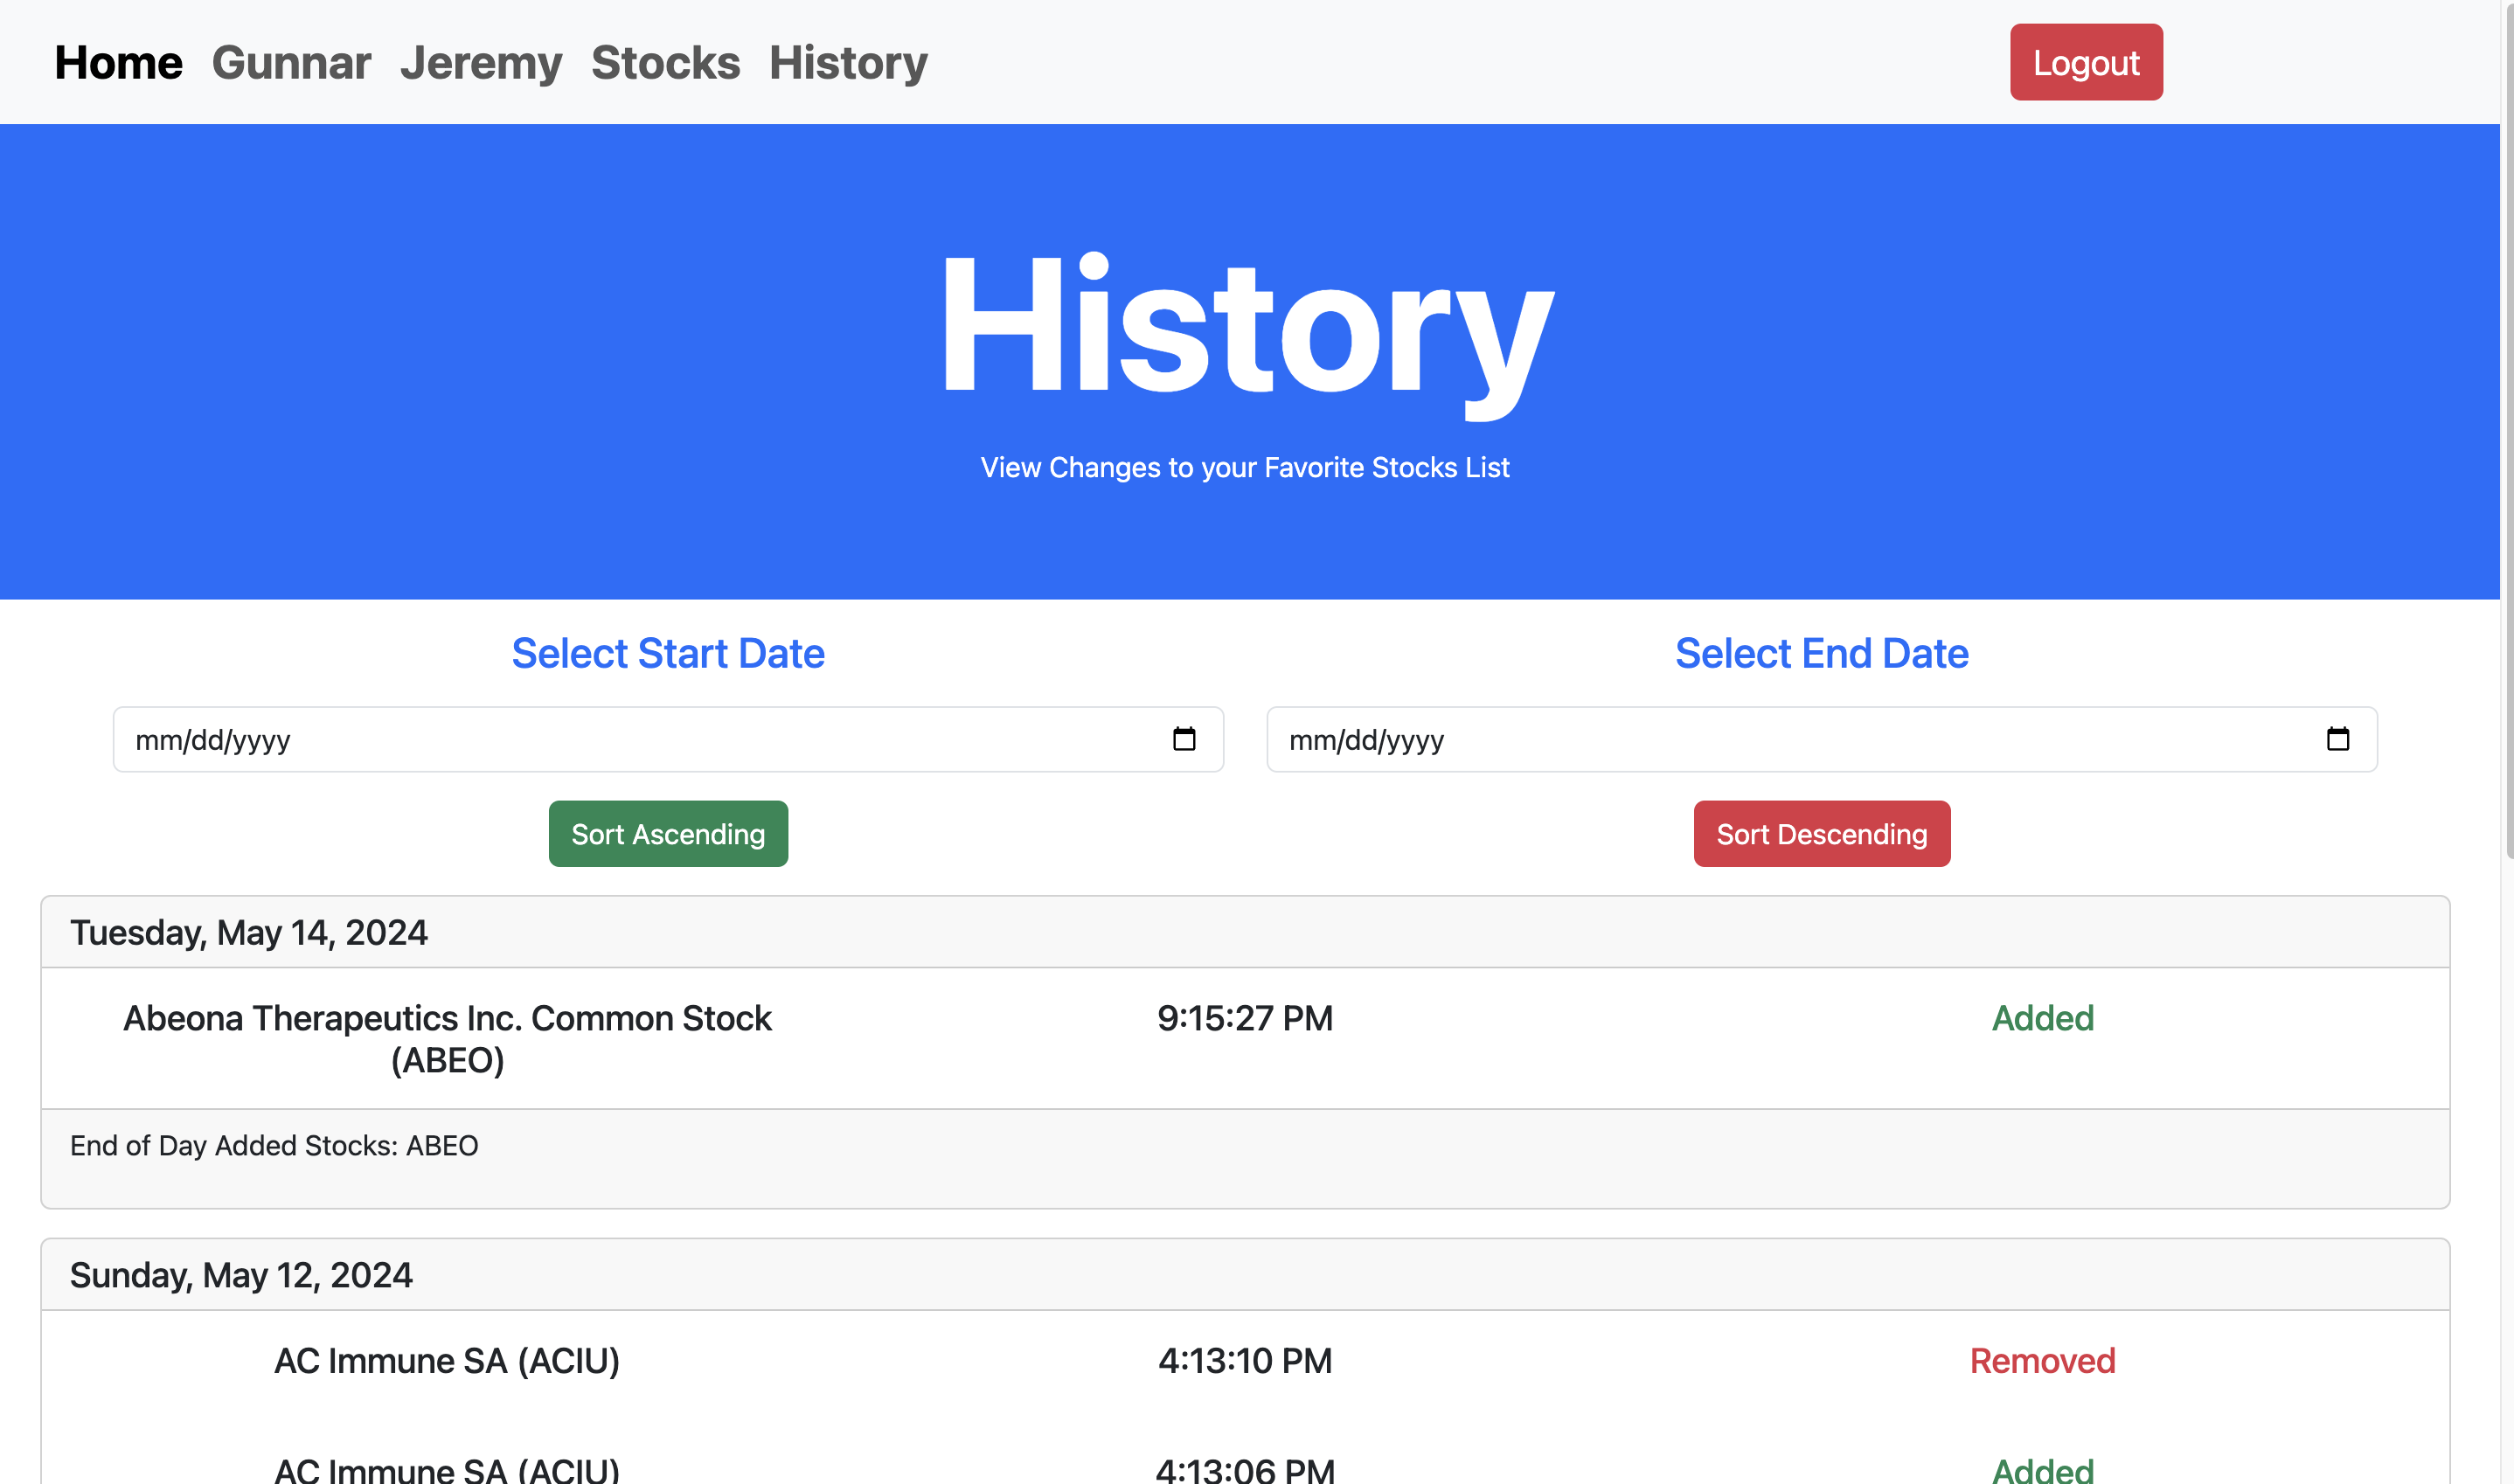 Home Gunnar Jeremy Stocks History Logout
History
View Changes to your Favorite Stocks List
Select Start Date Select End Date
mm/dd/yyyy mm/dd/yyyy
Sort Ascending Sort Descending
Tuesday, May 14, 2024
Abeona Therapeutics Inc. Common Stock 9:15:27 PM Added
(ABEO)
End of Day Added Stocks: ABEO
Sunday, May 12, 2024
AC Immune SA (ACIU) 4:13:10 PM Removed
AC Immune SA (ACIU) 4:13:06 PM Added